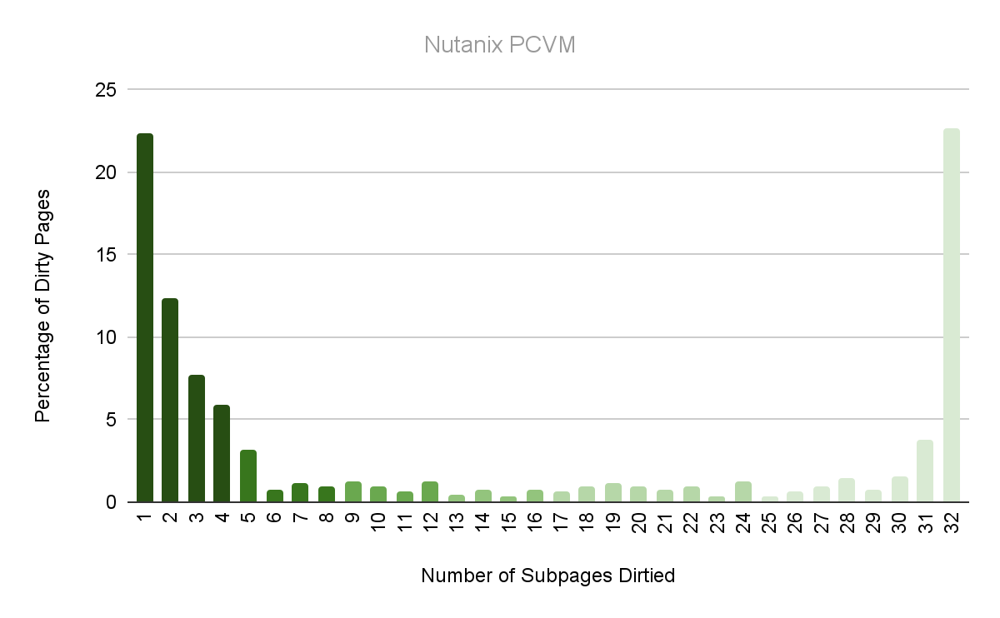 Nutanix PCVM
25
20
15
10
5
0
Percentage of Dirty Pages
1 2 3 4 5 6 7 8 9 10 11 12 13 14 15 16 17 18 19 20 21 22 23 24 25 26 27 28 29 30 31 32
Number of Subpages Dirtied